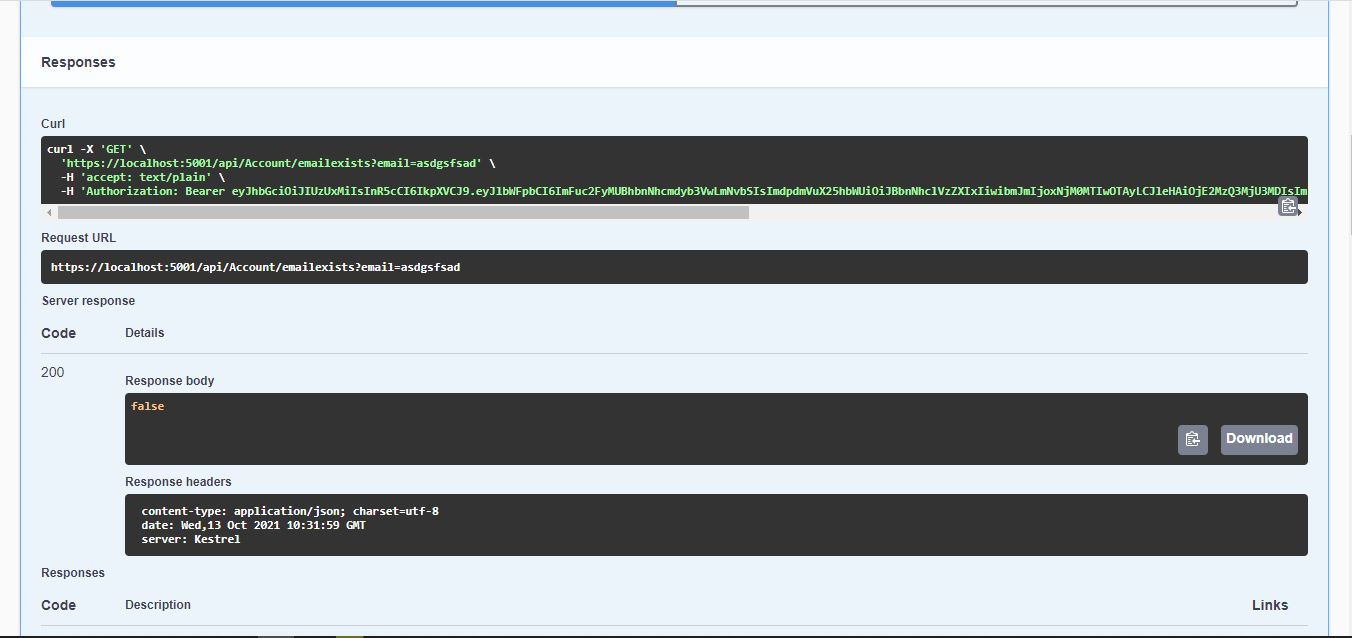 Responses
Curl
curl -X 'GET' \
'https://localhost:5001/api/Account/emailexists?email=asdgsfsad' \
-H 'accept: text/plain' \
-H 'Authorization: Bearer
Request URL
https://localhost:5001/api/Account/emailexists?email=asdgsfsad
Server response
Code Details
200
Response body
false
Download
Response headers
content-type: application/json; charset=utf-8
date: Wed,13 Oct 2021 10:31:59 GMT
server: Kestrel
Responses
Code Description Links